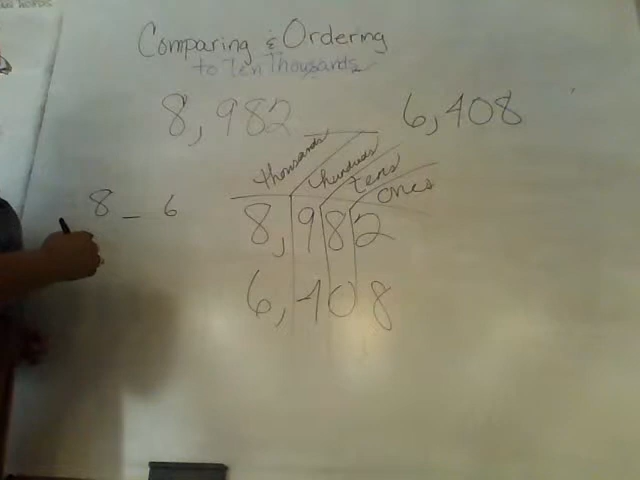 Comparing & Ordering
to Ten Thousands
8,982 6,408
thousands hundreds tens ones
8 _ 6 8,982
6,408